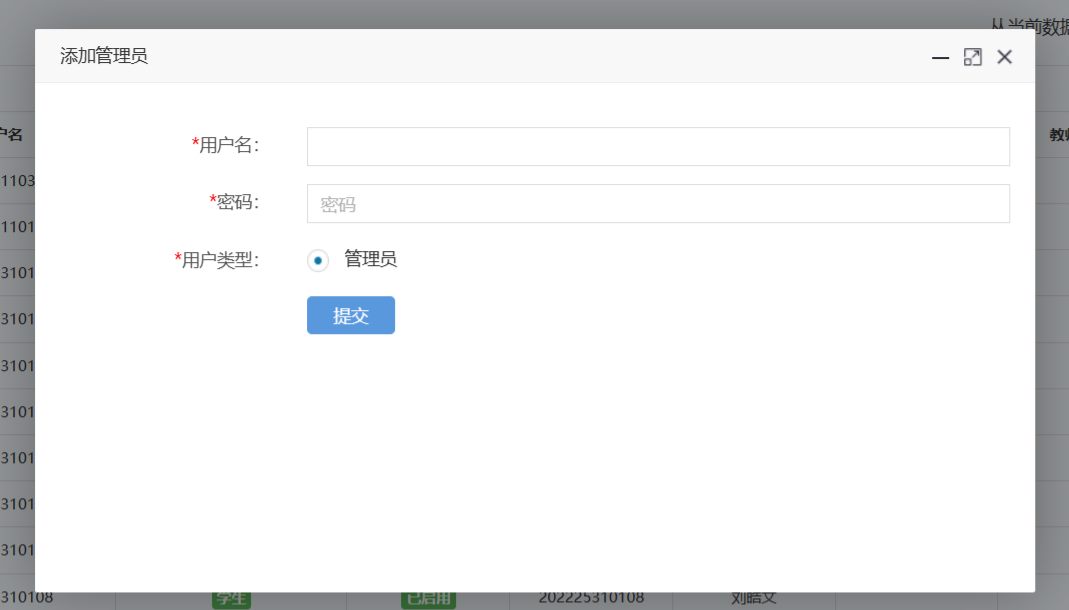 从当前数据
添加管理员
户名
1103
1101
3101
3101
3101
3101
3101
3101
3101
*用户名：
*密码：
密码
*用户类型：
管理员
提交
310108
学生
已启用
202225310108
刘皓文